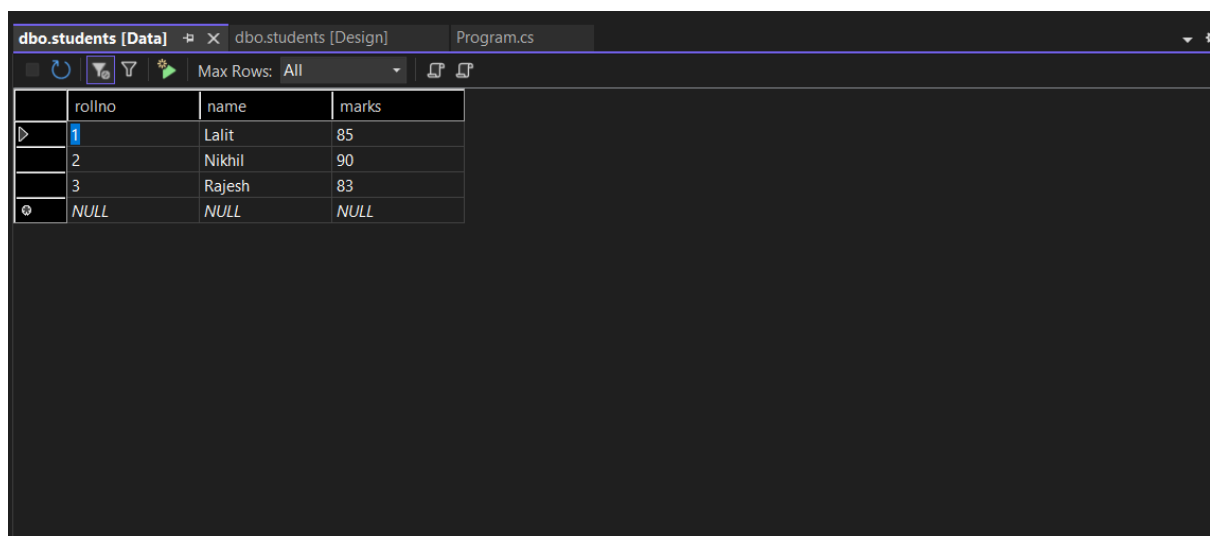 dbo.students [Data] dbo.students [Design] Program.cs
Max Rows: All
rollno name marks
1 Lalit 85
2 Nikhil 90
3 Rajesh 83
NULL NULL NULL